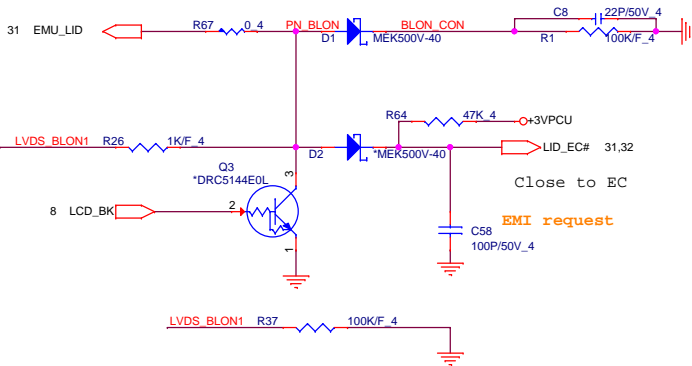 C8 22P/50V_4
31 EMU_LID R67 0_4 PN_BLON BLON_CON
D1 MEK500V-40 R1 100K/F_4
R64 47K_4 +3VPCU
LVDS_BLON1 R26 1K/F_4
D2 *MEK500V-40 LID_EC# 31,32
Q3
*DRC5144E0L
3
Close to EC
8 LCD_BK 2
EMI request
C58
100P/50V_4
1
LVDS_BLON1 R37 100K/F_4